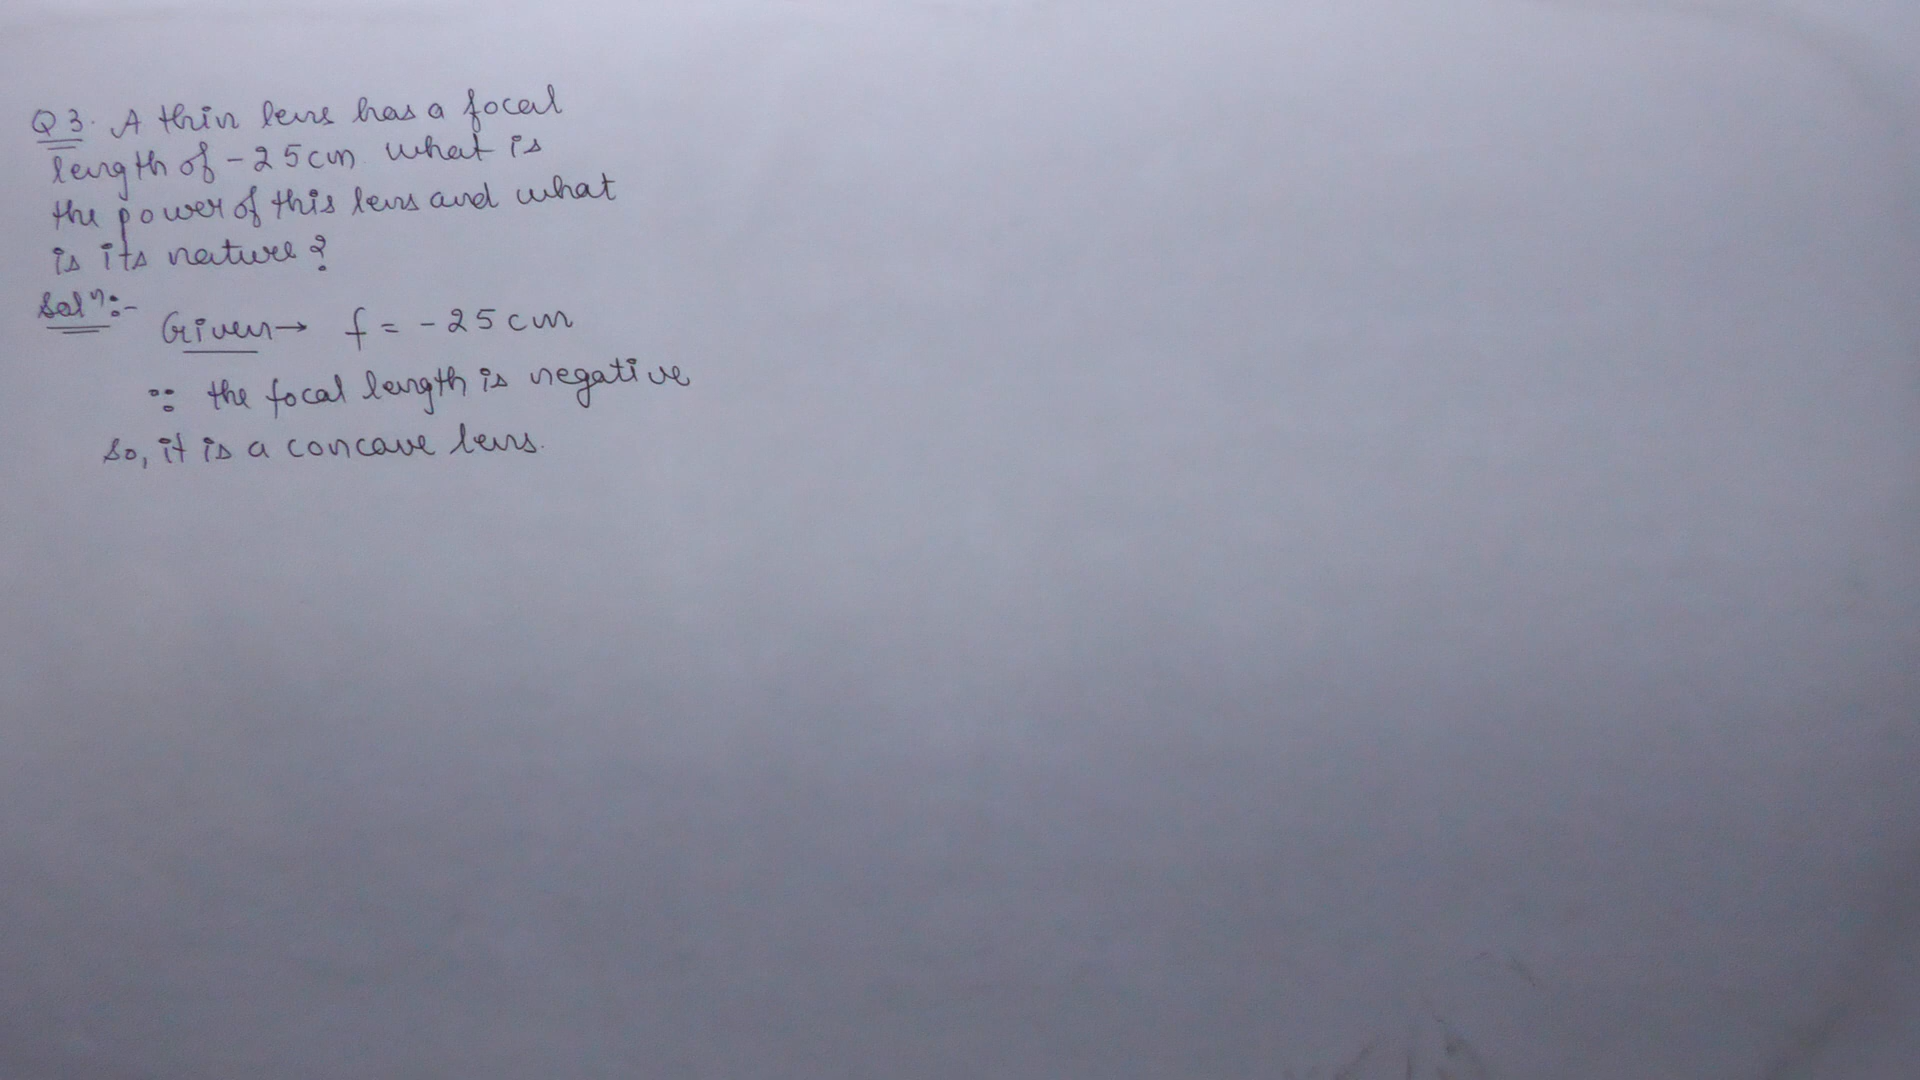 Q3. A thin lens has a focal
length of -25cm. What is
the power of this lens and what
is its nature?
Solⁿ:-
Given→ f = -25cm
∵ the focal length is negative
so, it is a concave lens.